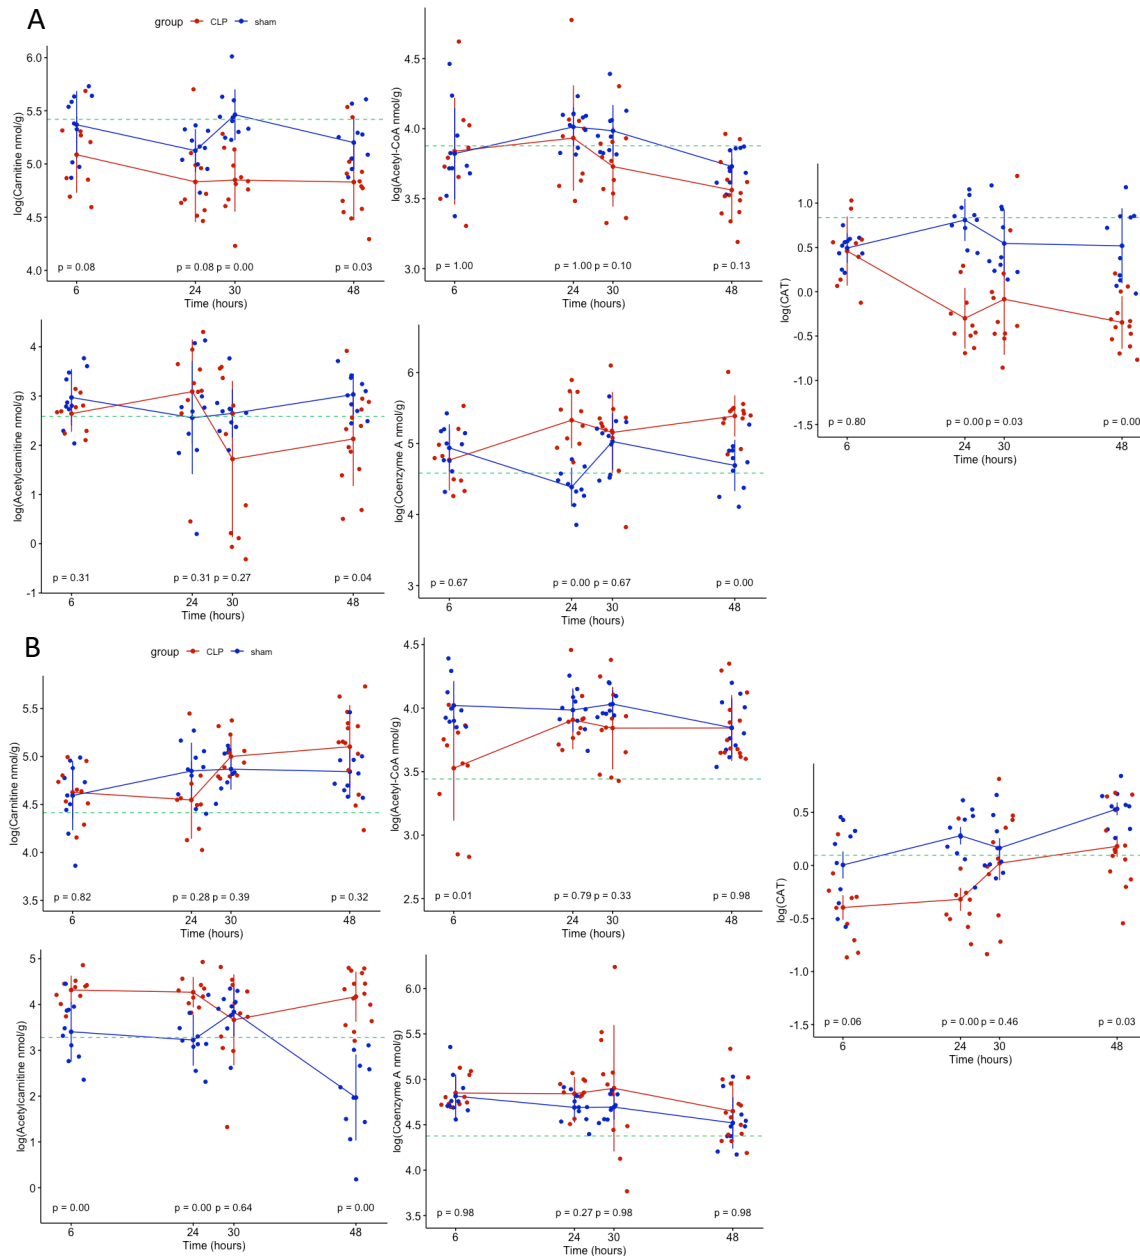 A
group CLP sham
log(Carnitine nmol/g)
6.0
5.5
5.0
4.5
4.0
p = 0.08 p = 0.08 p = 0.00 p = 0.03
6 24 30 48
Time (hours)
log(Acetyl-CoA nmol/g)
4.5
4.0
3.5
3.0
p = 1.00 p = 1.00 p = 0.10 p = 0.13
6 24 30 48
Time (hours)
log(CAT)
1.0
0.5
0.0
-0.5
-1.0
-1.5
p = 0.80 p = 0.00 p = 0.03 p = 0.00
6 24 30 48
Time (hours)
log(Acetylcarnitine nmol/g)
4
3
2
1
0
-1
p = 0.31 p = 0.31 p = 0.27 p = 0.04
6 24 30 48
Time (hours)
log(Coenzyme A nmol/g)
6
5
4
3
p = 0.67 p = 0.00 p = 0.67 p = 0.00
6 24 30 48
Time (hours)
B
group CLP sham
log(Carnitine nmol/g)
5.5
5.0
4.5
4.0
3.5
p = 0.82 p = 0.28 p = 0.39 p = 0.32
6 24 30 48
Time (hours)
log(Acetyl-CoA nmol/g)
4.5
4.0
3.5
3.0
2.5
p = 0.01 p = 0.79 p = 0.33 p = 0.98
6 24 30 48
Time (hours)
log(CAT)
0.5
0.0
-0.5
-1.0
-1.5
p = 0.06 p = 0.00 p = 0.46 p = 0.03
6 24 30 48
Time (hours)
log(Acetylcarnitine nmol/g)
5
4
3
2
1
0
p = 0.00 p = 0.00 p = 0.64 p = 0.00
6 24 30 48
Time (hours)
log(Coenzyme A nmol/g)
6.0
5.5
5.0
4.5
4.0
3.5
p = 0.98 p = 0.27 p = 0.98 p = 0.98
6 24 30 48
Time (hours)